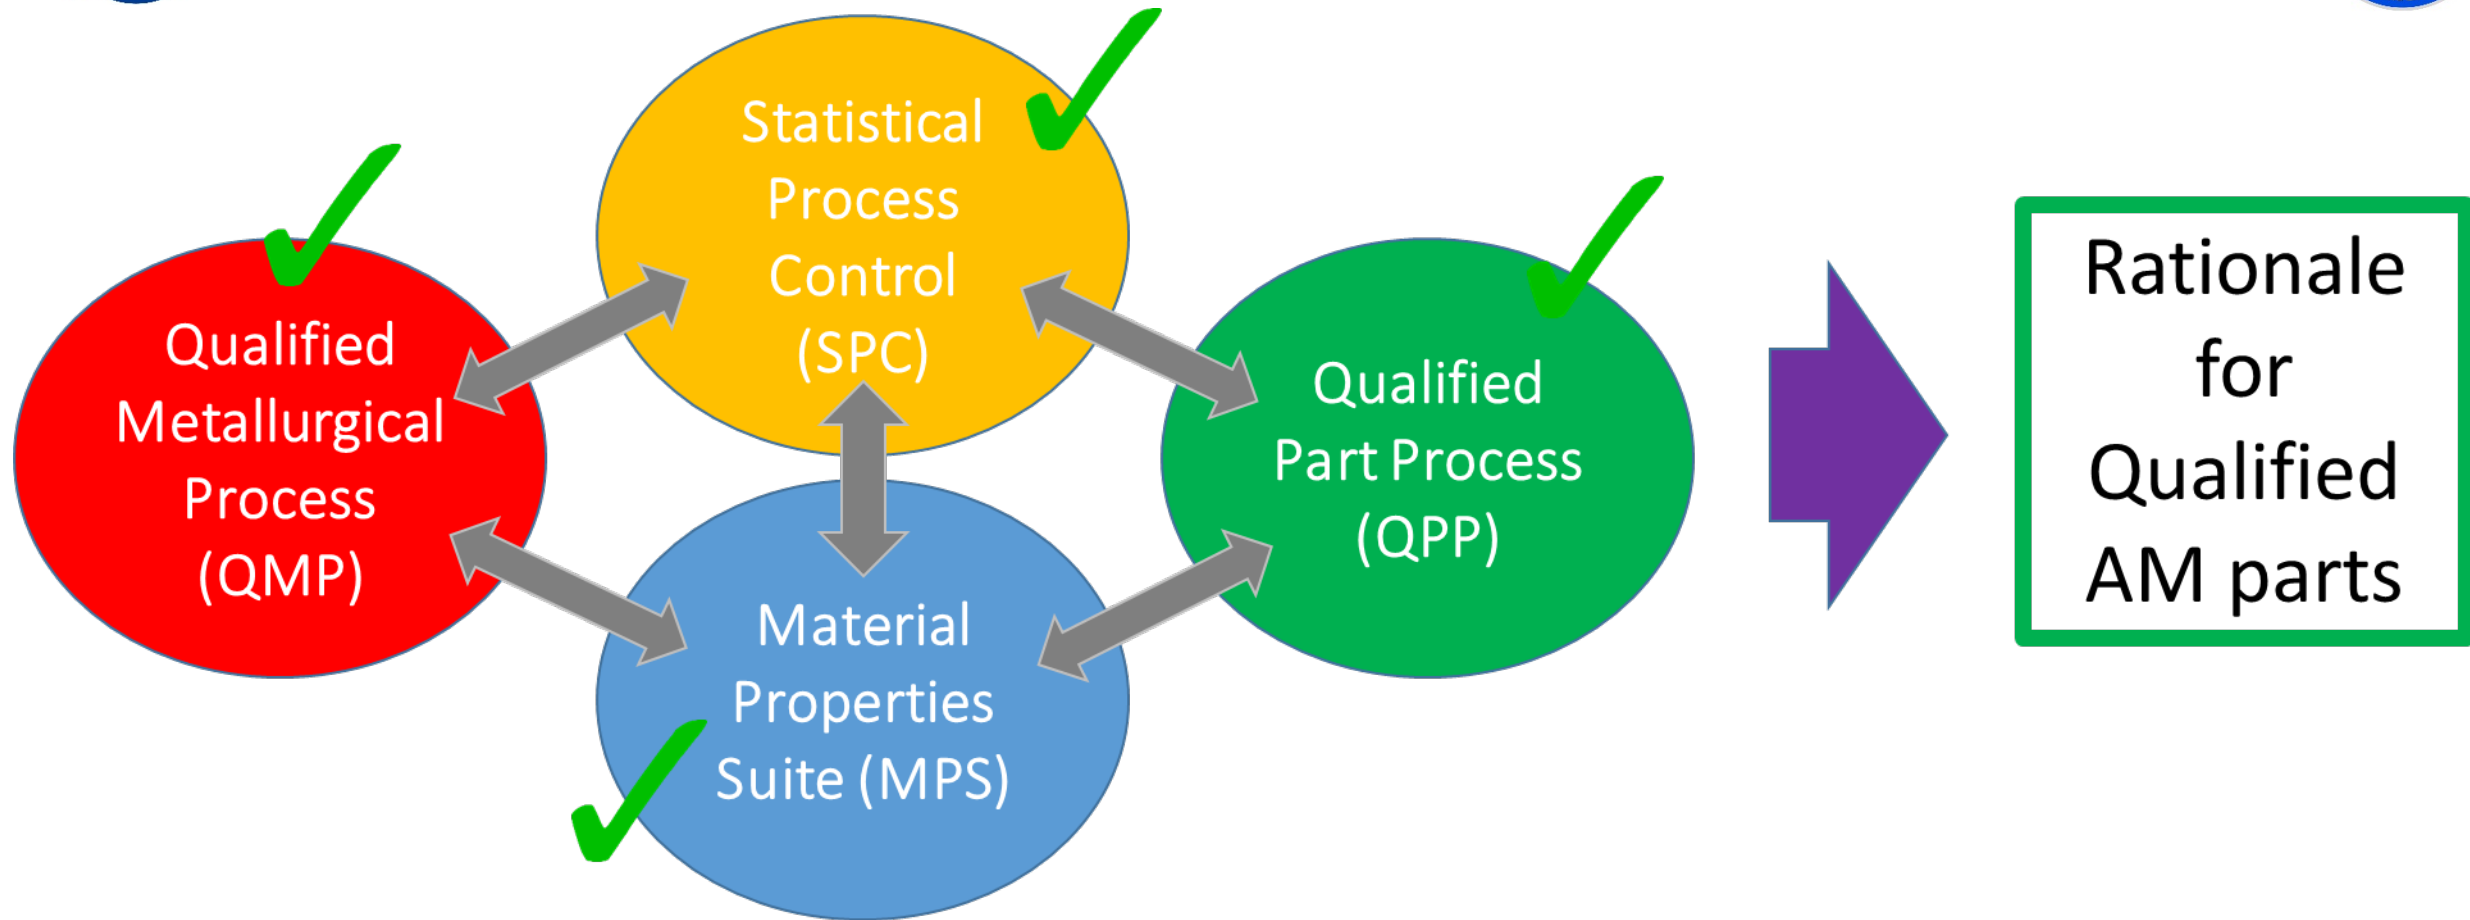 Statistical
Process
Control
(SPC)
Qualified
Metallurgical
Process
(QMP)
Qualified
Part Process
(QPP)
Material
Properties
Suite (MPS)
Rationale
for
Qualified
AM parts